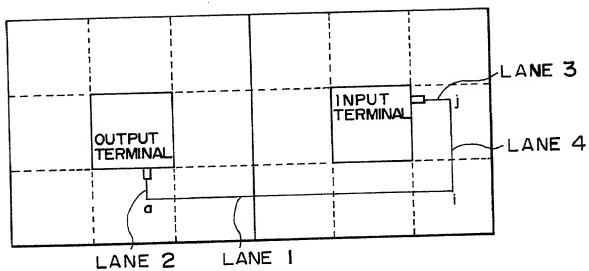 LANE 3
INPUT
TERMINAL
j
OUTPUT
TERMINAL
LANE 4
a
i
LANE 2
LANE 1